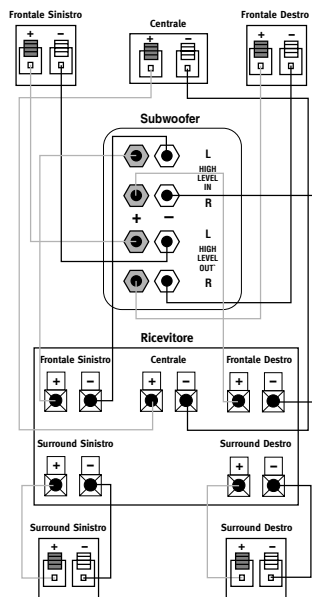 Frontale Sinistro
Centrale
Frontale Destro
+ −
+ −
+ −
Subwoofer
L
HIGH
LEVEL
IN
R
+ −
L
HIGH
LEVEL
OUT
R
Ricevitore
Frontale Sinistro
Centrale
Frontale Destro
+ −
+ −
+ −
Surround Sinistro
Surround Destro
+ −
+ −
Surround Sinistro
Surround Destro
+ −
+ −